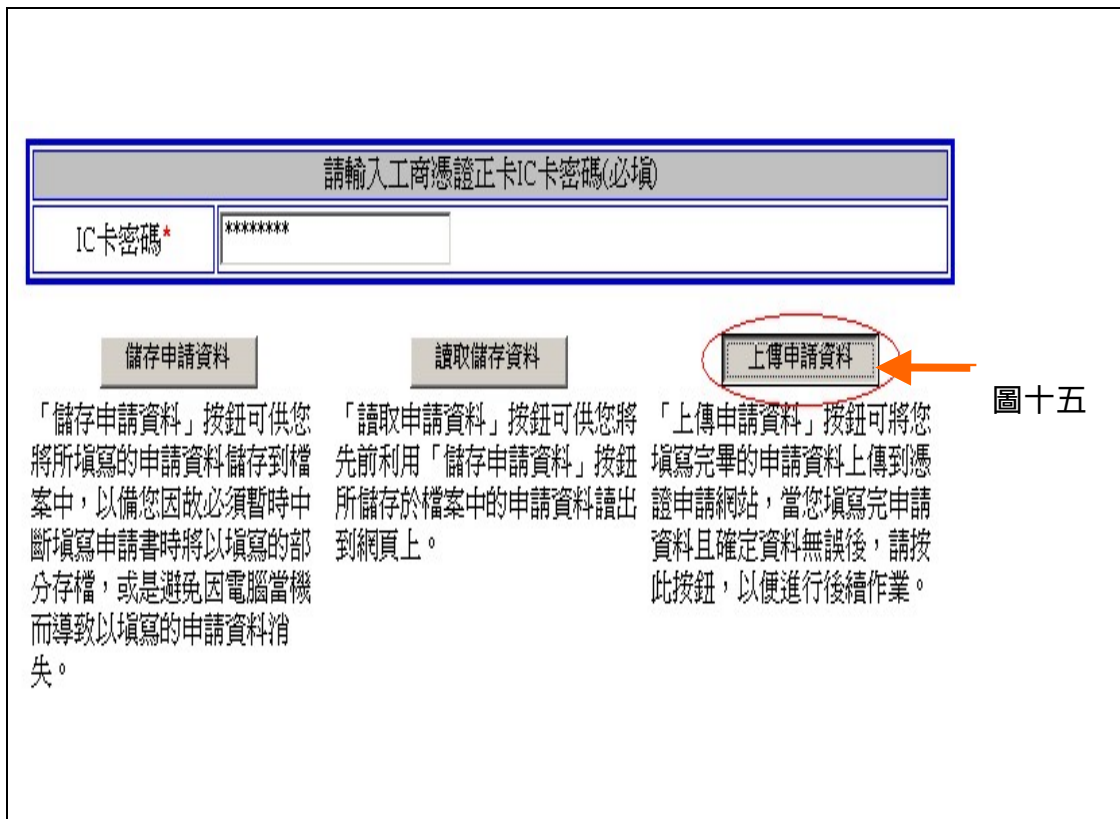 請輸入工商憑證正卡IC卡密碼(必填)
IC卡密碼*
********
儲存申請資料
讀取儲存資料
上傳申請資料
圖十五
「儲存申請資料」按鈕可供您
將所填寫的申請資料儲存到檔
案中，以備您因故必須暫時中
斷填寫申請書時將以填寫的部
分存檔，或是避免因電腦當機
而導致以填寫的申請資料消
失。
「讀取申請資料」按鈕可供您將
先前利用「儲存申請資料」按鈕
所儲存於檔案中的申請資料讀出
到網頁上。
「上傳申請資料」按鈕可將您
填寫完畢的申請資料上傳到憑
證申請網站，當您填寫完申請
資料且確定資料無誤後，請按
此按鈕，以便進行後續作業。